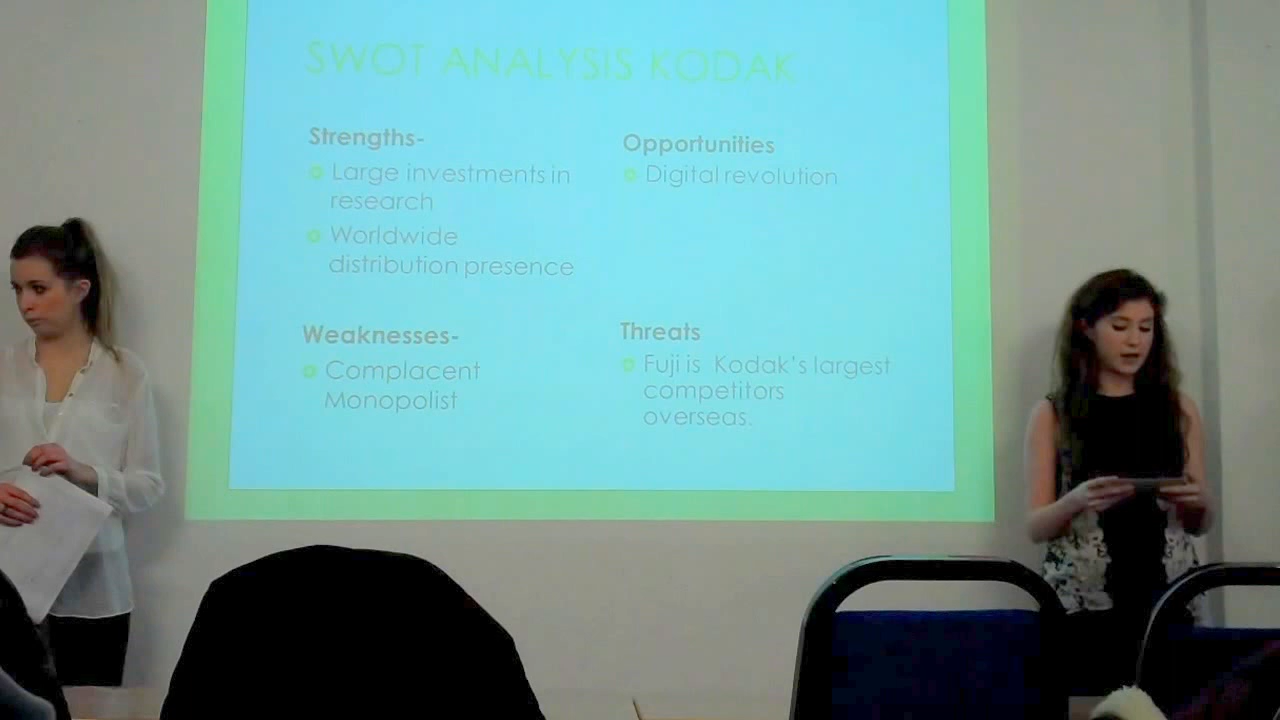 SWOT ANALYSIS KODAK
Strengths-
Large investments in
research
Worldwide
distribution presence
Opportunities
Digital revolution
Weaknesses-
Complacent
Monopolist
Threats
Fuji is Kodak's largest
competitors
overseas.